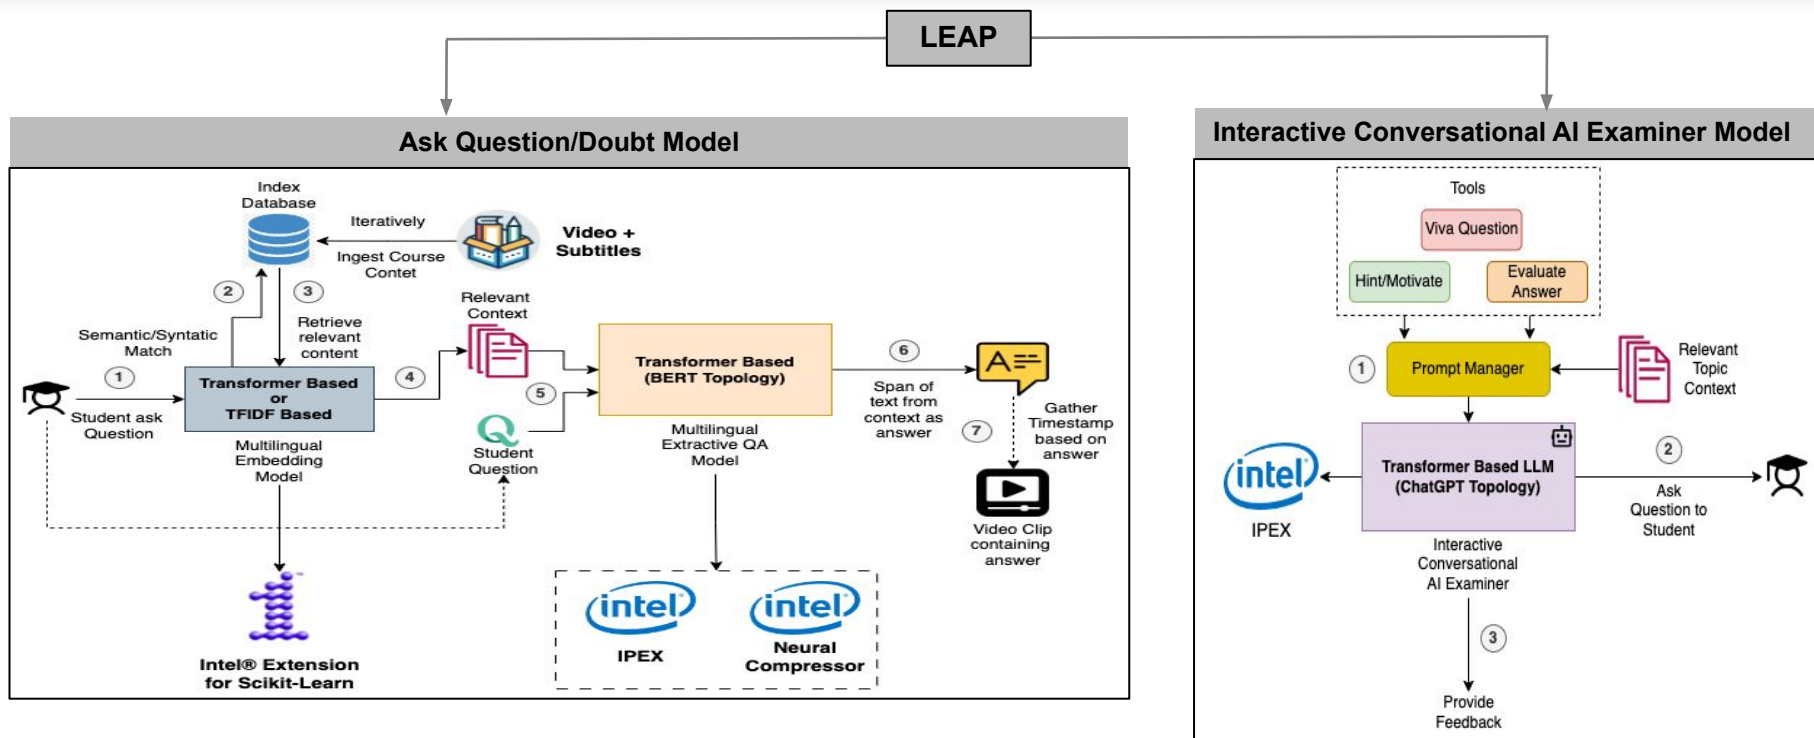 LEAP
Ask Question/Doubt Model
Index
Database
Iteratively
Ingest Course
Contet
Video +
Subtitles
2
3
Semantic/Syntatic
Match
Retrieve
relevant
content
Relevant
Context
1
Student ask
Question
Transformer Based
or
TFIDF Based
4
Multilingual
Embedding
Model
5
Q
Student
Question
Transformer Based
(BERT Topology)
Multilingual
Extractive QA
Model
6
Span of
text from
context as
answer
A
7
Gather
Timestamp
based on
answer
Video Clip
containing
answer
Intel® Extension
for Scikit-Learn
intel
IPEX
intel
Neural
Compressor
Interactive Conversational AI Examiner Model
Tools
Viva Question
Hint/Motivate
Evaluate
Answer
1
Prompt Manager
Relevant
Topic
Context
intel
IPEX
Transformer Based LLM
(ChatGPT Topology)
2
Ask
Question to
Student
Interactive
Conversational
AI Examiner
3
Provide
Feedback